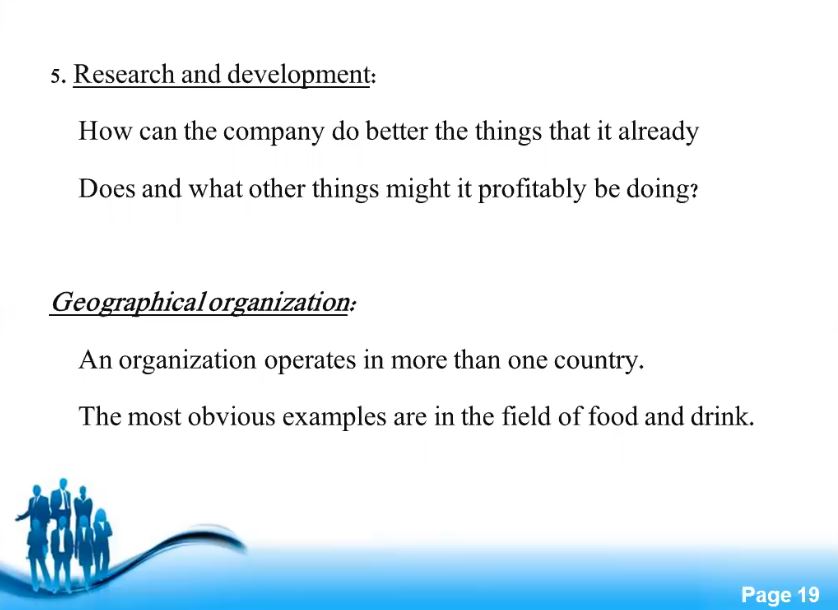 5. Research and development:
How can the company do better the things that it already
Does and what other things might it profitably be doing?
Geographical organization:
An organization operates in more than one country.
The most obvious examples are in the field of food and drink.
Page 19